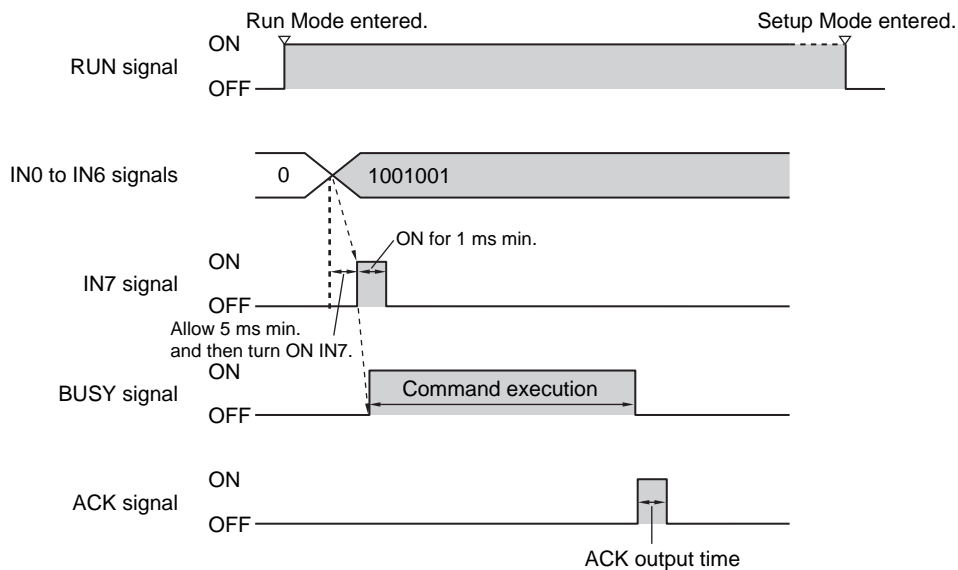 Run Mode entered.
Setup Mode entered.
ON
RUN signal
OFF
IN0 to IN6 signals
0
1001001
ON for 1 ms min.
ON
IN7 signal
OFF
Allow 5 ms min.
and then turn ON IN7.
ON
BUSY signal
Command execution
OFF
ON
ACK signal
OFF
ACK output time